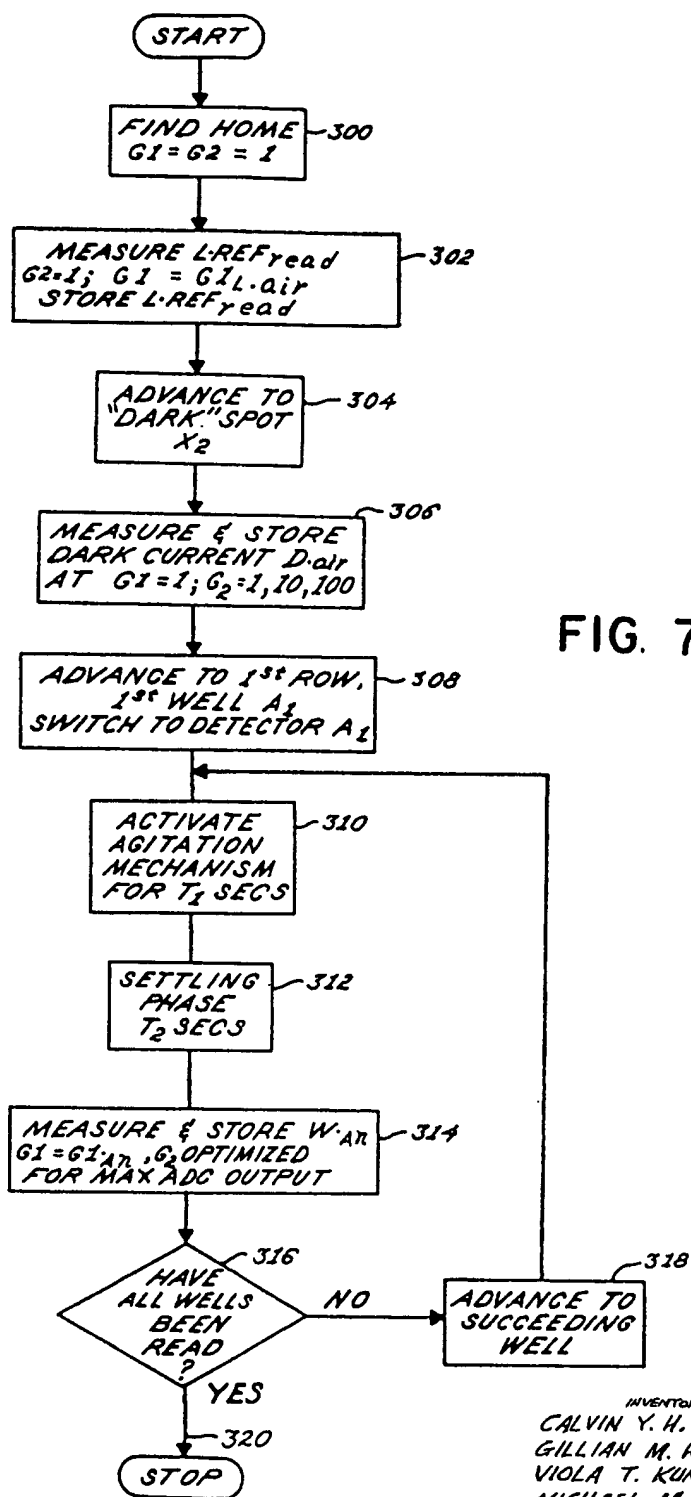 START
FIND HOME
G1 = G2 = 1
300
MEASURE L·REFread
G2=1; G1 = G1L·air
STORE L·REFread
302
ADVANCE TO
"DARK." SPOT
X2
304
306
MEASURE & STORE
DARK CURRENT D·air
AT G1=1; G2=1,10,100
FIG. 7
ADVANCE TO 1st ROW,
1st WELL A1
SWITCH TO DETECTOR A1
308
ACTIVATE
AGITATION
MECHANISM
FOR T1 SECS
310
SETTLING
PHASE
T2 SECS
312
MEASURE & STORE W·An
G1=G1·An, G2 OPTIMIZED
FOR MAX ADC OUTPUT
314
316
HAVE
ALL WELLS
BEEN
READ
?
NO
318
ADVANCE TO
SUCCEEDING
WELL
YES
320
STOP
INVENTO
CALVIN Y. H.
GILLIAN M.
VIOLA T.